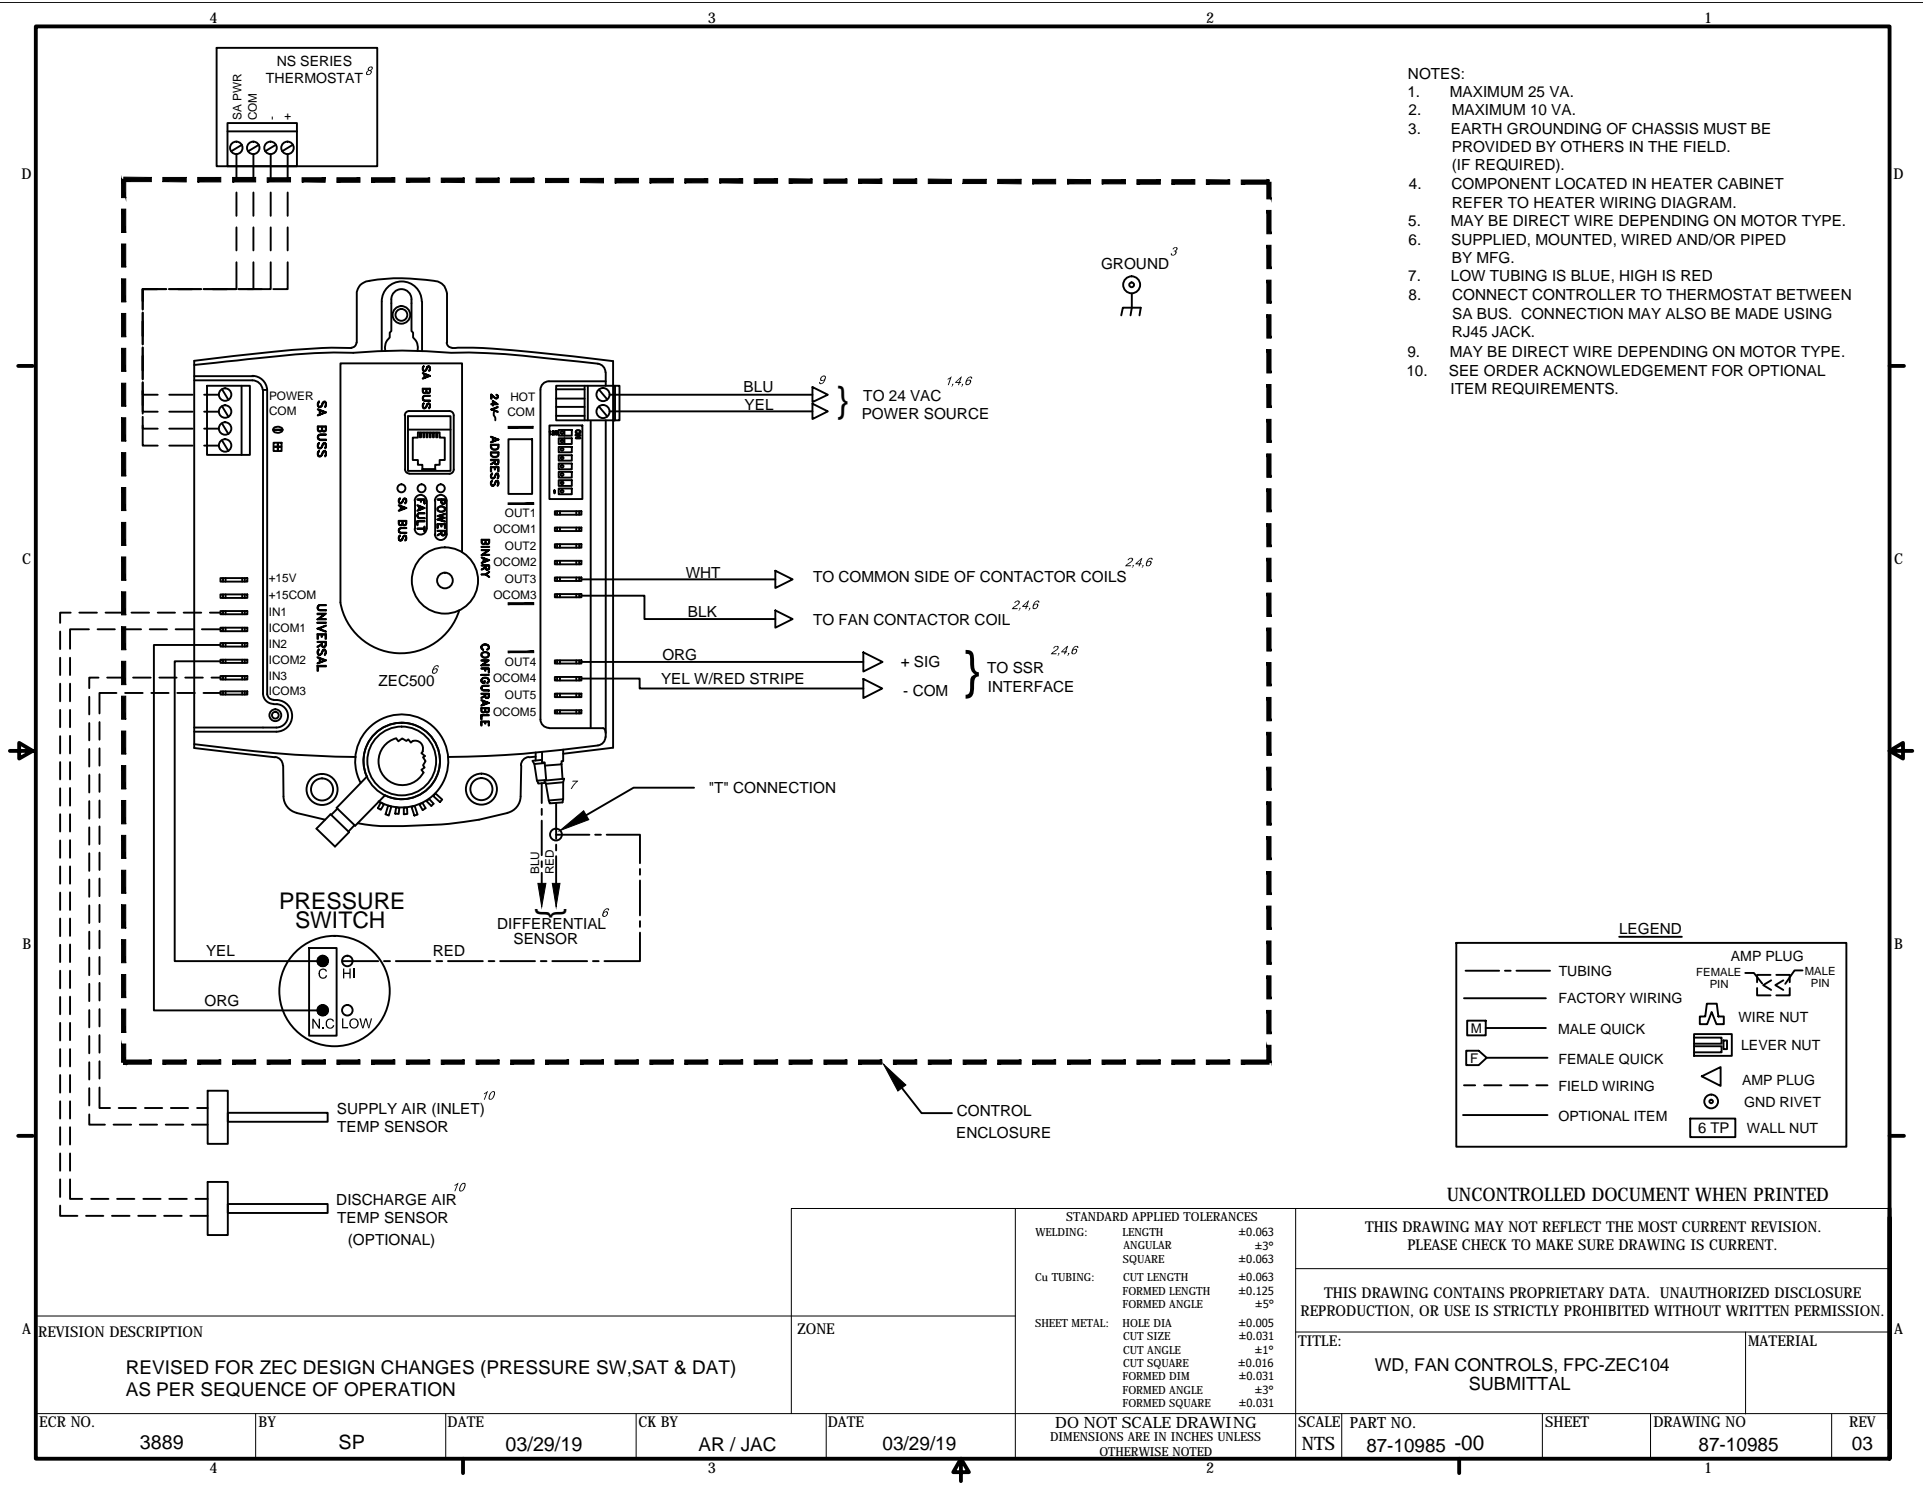 4
3
2
1
NS SERIES
THERMOSTAT 8
SA PWR
COM
-
+
NOTES:
1. MAXIMUM 25 VA.
2. MAXIMUM 10 VA.
3. EARTH GROUNDING OF CHASSIS MUST BE
PROVIDED BY OTHERS IN THE FIELD.
(IF REQUIRED).
4. COMPONENT LOCATED IN HEATER CABINET
REFER TO HEATER WIRING DIAGRAM.
5. MAY BE DIRECT WIRE DEPENDING ON MOTOR TYPE.
6. SUPPLIED, MOUNTED, WIRED AND/OR PIPED
BY MFG.
7. LOW TUBING IS BLUE, HIGH IS RED
8. CONNECT CONTROLLER TO THERMOSTAT BETWEEN
SA BUS. CONNECTION MAY ALSO BE MADE USING
RJ45 JACK.
9. MAY BE DIRECT WIRE DEPENDING ON MOTOR TYPE.
10. SEE ORDER ACKNOWLEDGEMENT FOR OPTIONAL
ITEM REQUIREMENTS.
D
D
GROUND 3
POWER
COM
SA BUSS
SA BUS
24V~
HOT
COM
ADDRESS
BLU
YEL
9
TO 24 VAC 1,4,6
POWER SOURCE
SA BUS
FAULT
POWER
OUT1
OCOM1
OUT2
OCOM2
OUT3
OCOM3
BINARY
WHT
TO COMMON SIDE OF CONTACTOR COILS 2,4,6
BLK
TO FAN CONTACTOR COIL 2,4,6
C
C
+15V
+15COM
IN1
ICOM1
IN2
ICOM2
IN3
ICOM3
UNIVERSAL
ZEC500 6
CONFIGURABLE
OUT4
OCOM4
OUT5
OCOM5
ORG
YEL W/RED STRIPE
+ SIG
- COM
TO SSR 2,4,6
INTERFACE
7
"T" CONNECTION
BLU
RED
DIFFERENTIAL 6
SENSOR
PRESSURE
SWITCH
YEL
ORG
RED
C
HI
N.C
LOW
B
B
LEGEND
TUBING
FACTORY WIRING
M
MALE QUICK
F
FEMALE QUICK
FIELD WIRING
OPTIONAL ITEM
AMP PLUG
FEMALE
PIN
MALE
PIN
WIRE NUT
LEVER NUT
AMP PLUG
GND RIVET
6 TP
WALL NUT
SUPPLY AIR (INLET) 10
TEMP SENSOR
CONTROL
ENCLOSURE
DISCHARGE AIR 10
TEMP SENSOR
(OPTIONAL)
UNCONTROLLED DOCUMENT WHEN PRINTED
STANDARD APPLIED TOLERANCES
WELDING: LENGTH ±0.063
ANGULAR ±3°
SQUARE ±0.063
Cu TUBING: CUT LENGTH ±0.063
FORMED LENGTH ±0.125
FORMED ANGLE ±5°
SHEET METAL: HOLE DIA ±0.005
CUT SIZE ±0.031
CUT ANGLE ±1°
CUT SQUARE ±0.016
FORMED DIM ±0.031
FORMED ANGLE ±3°
FORMED SQUARE ±0.031
THIS DRAWING MAY NOT REFLECT THE MOST CURRENT REVISION.
PLEASE CHECK TO MAKE SURE DRAWING IS CURRENT.
THIS DRAWING CONTAINS PROPRIETARY DATA. UNAUTHORIZED DISCLOSURE
REPRODUCTION, OR USE IS STRICTLY PROHIBITED WITHOUT WRITTEN PERMISSION.
A
A
REVISION DESCRIPTION
ZONE
REVISED FOR ZEC DESIGN CHANGES (PRESSURE SW,SAT & DAT)
AS PER SEQUENCE OF OPERATION
TITLE:
WD, FAN CONTROLS, FPC-ZEC104
SUBMITTAL
MATERIAL
ECR NO.
3889
BY
SP
DATE
03/29/19
CK BY
AR / JAC
DATE
03/29/19
DO NOT SCALE DRAWING
DIMENSIONS ARE IN INCHES UNLESS
OTHERWISE NOTED
SCALE
NTS
PART NO.
87-10985 -00
SHEET
DRAWING NO
87-10985
REV
03
4
3
2
1